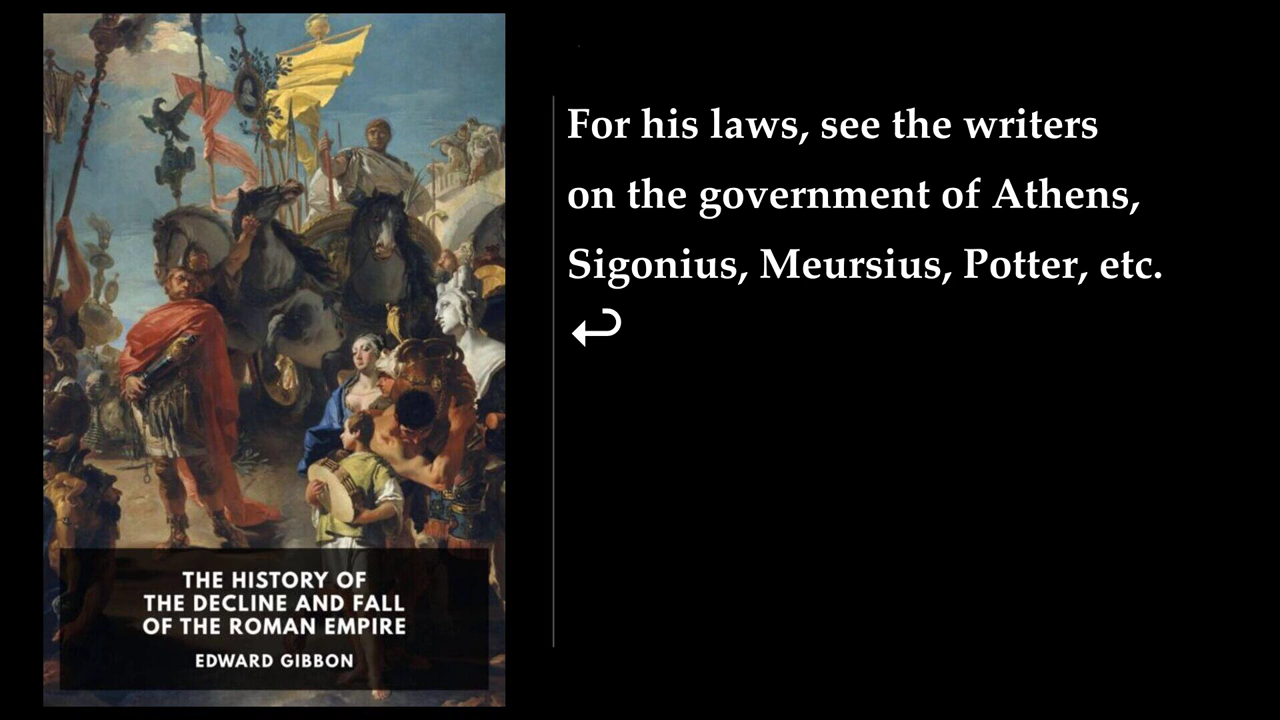 THE HISTORY OF
THE DECLINE AND FALL
OF THE ROMAN EMPIRE
EDWARD GIBBON
For his laws, see the writers
on the government of Athens,
Sigonius, Meursius, Potter, etc.
↩